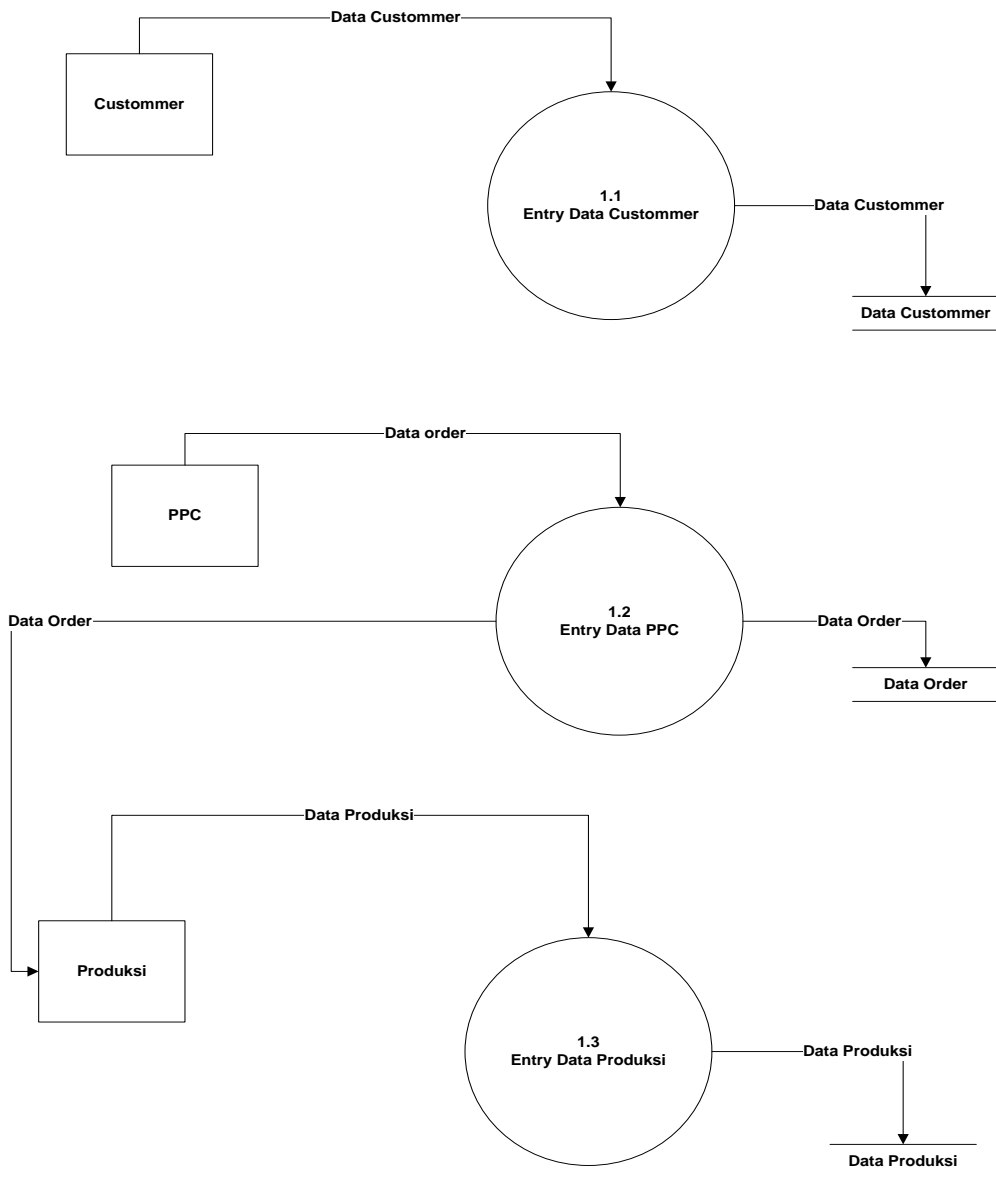 Data Custommer
Custommer
1.1
Entry Data Custommer
Data Custommer
Data Custommer
Data order
PPC
Data Order
1.2
Entry Data PPC
Data Order
Data Order
Data Produksi
Produksi
1.3
Entry Data Produksi
Data Produksi
Data Produksi